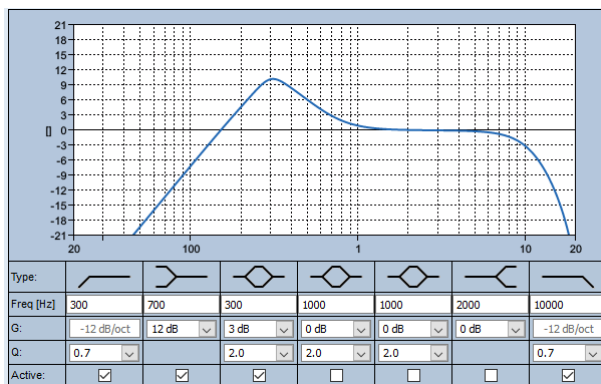 21
18
15
12
9
6
3
[] 0
-3
-6
-9
-12
-15
-18
-21
20 100 1 10 20
Type:
Freq [Hz] 300 700 300 1000 1000 2000 10000
G: -12 dB/oct 12 dB 3 dB 0 dB 0 dB 0 dB -12 dB/oct
Q: 0.7 2.0 2.0 2.0 0.7
Active: